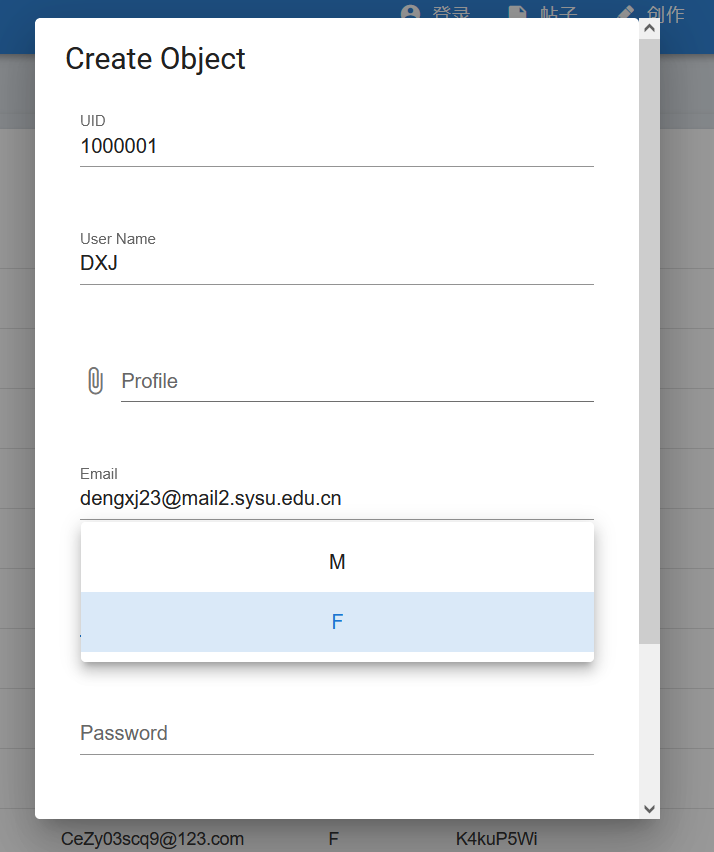 登录 帖子 创作
Create Object
UID
1000001
User Name
DXJ
Profile
Email
dengxj23@mail2.sysu.edu.cn
M
F
Password
CeZy03scq9@123.com F K4kuP5Wi